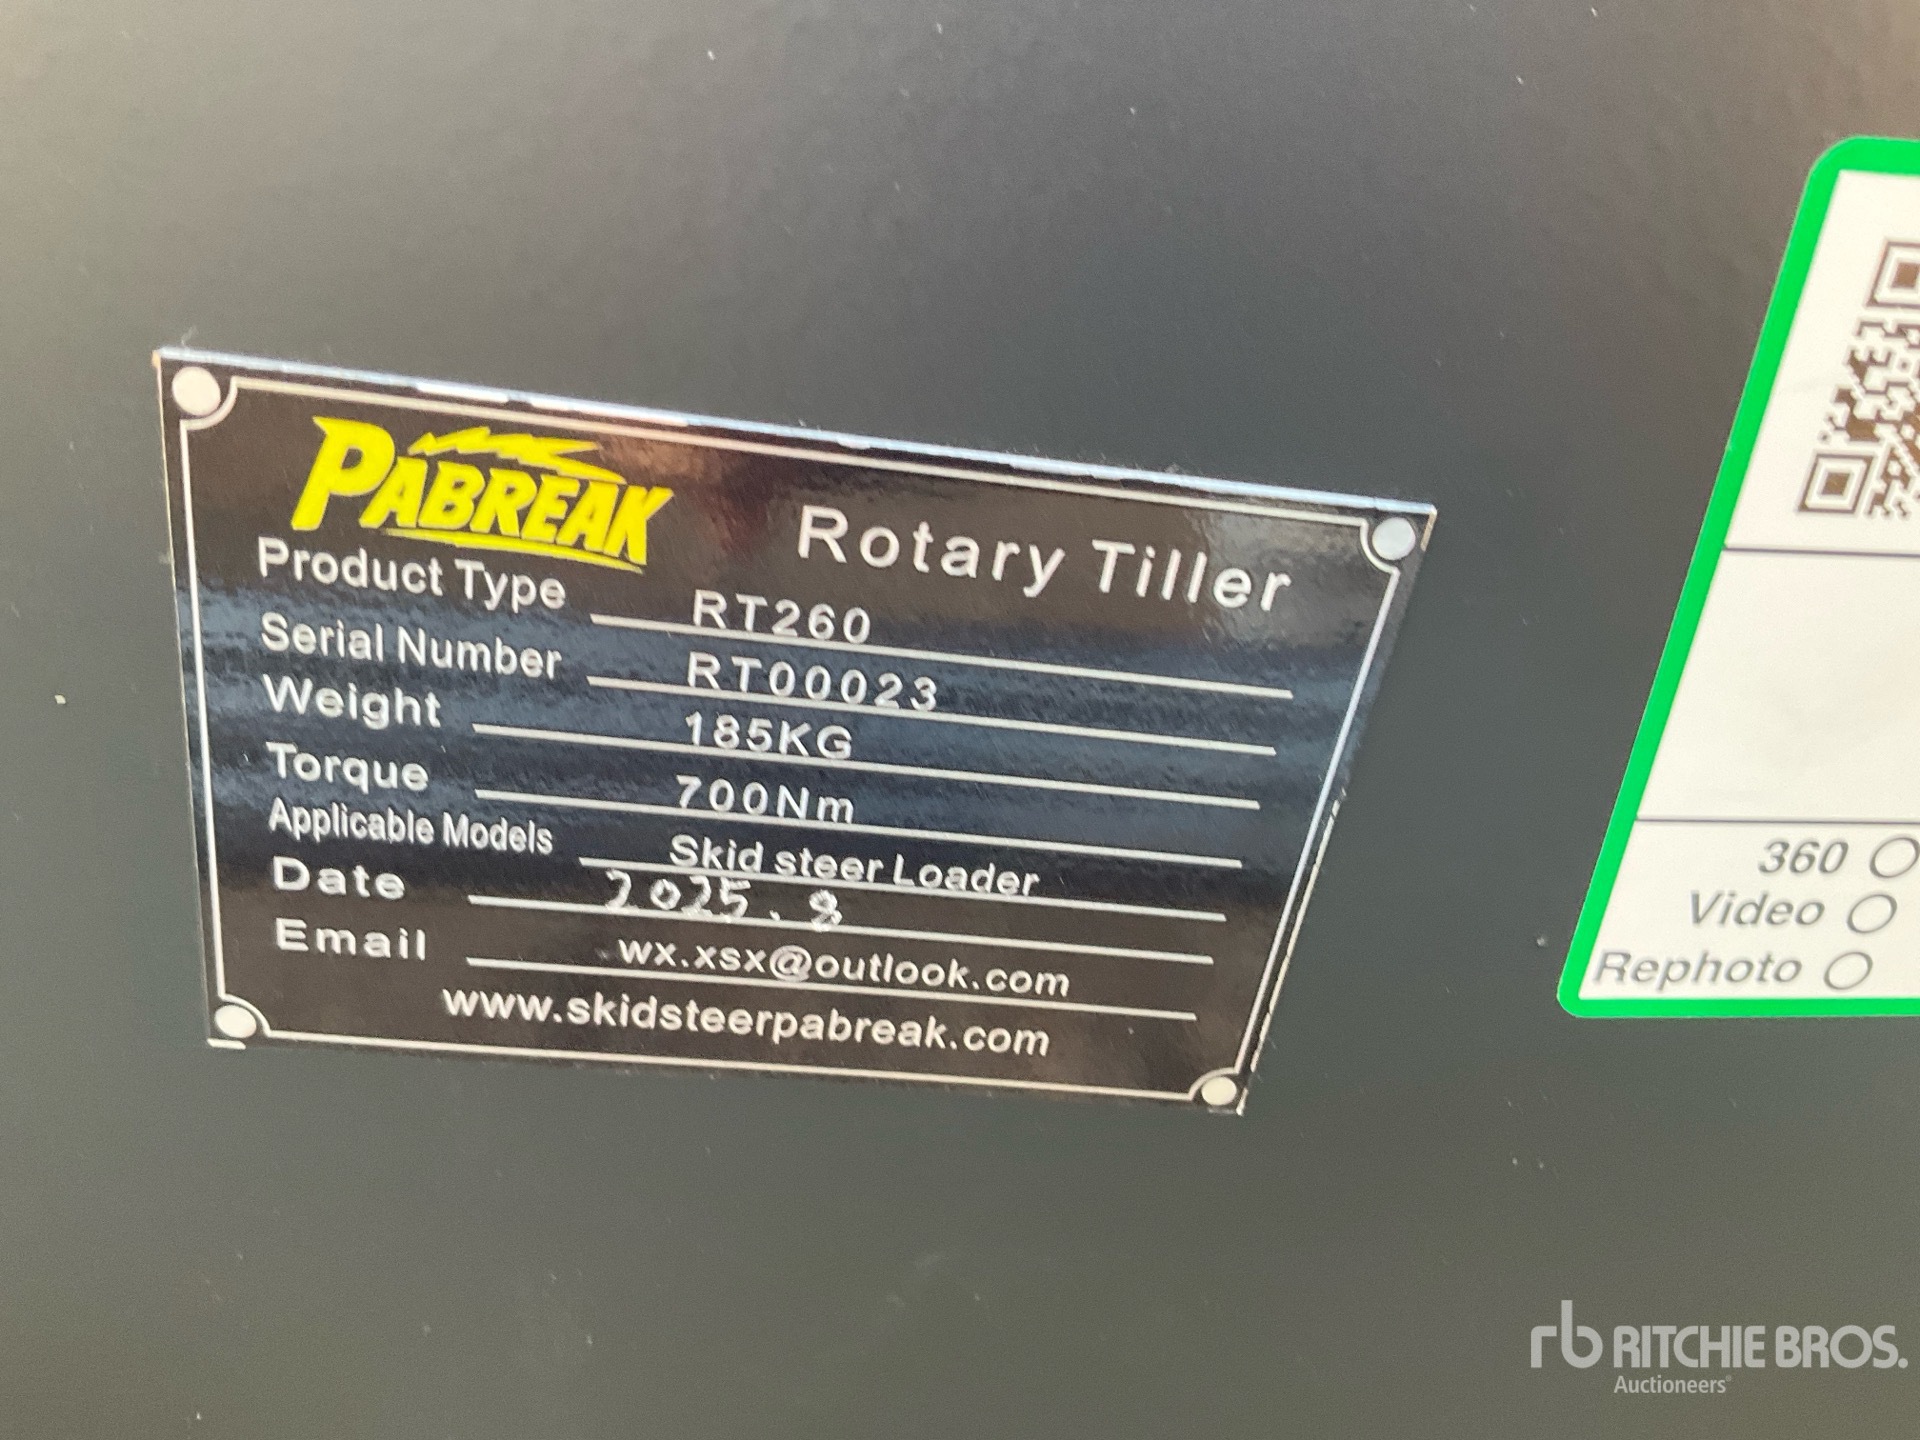 PABREAK Rotary Tiller
Product Type RT260
Serial Number RT00023
Weight 185KG
Torque 700Nm
Applicable Models Skid steer Loader
Date 2025.8
Email wx.xsx@outlook.com
www.skidsteerpabreak.com
360
Video
Rephoto
rb RITCHIE BROS.
Auctioneers